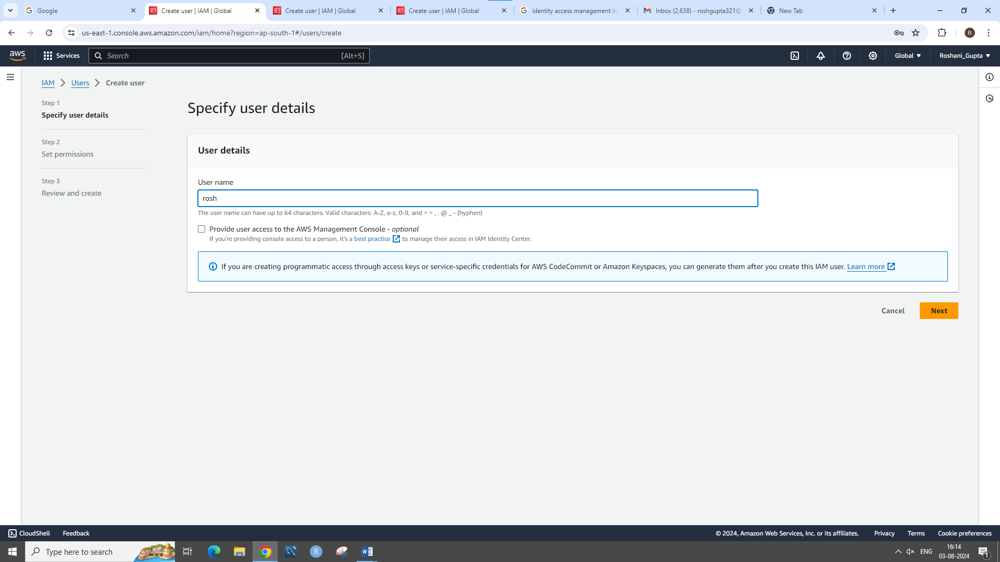 Google
Create user | IAM | Global
Create user | IAM | Global
Create user | IAM | Global
identity access management in
Inbox (2,638) - roshgupta321@
New Tab
us-east-1.console.aws.amazon.com/iam/home?region=ap-south-1#/users/create
R
aws
Services
Search
[Alt+S]
Global
Roshani_Gupta
IAM
Users
Create user
Step 1
Specify user details
Step 2
Set permissions
Step 3
Review and create
Specify user details
User details
User name
rosh
The user name can have up to 64 characters. Valid characters: A-Z, a-z, 0-9, and + = , . @ _ - (hyphen)
Provide user access to the AWS Management Console - optional
If you're providing console access to a person, it's a best practice to manage their access in IAM Identity Center.
If you are creating programmatic access through access keys or service-specific credentials for AWS CodeCommit or Amazon Keyspaces, you can generate them after you create this IAM user. Learn more
Cancel
Next
CloudShell
Feedback
© 2024, Amazon Web Services, Inc. or its affiliates.
Privacy
Terms
Cookie preferences
Type here to search
R
ENG
16:14
03-08-2024
1